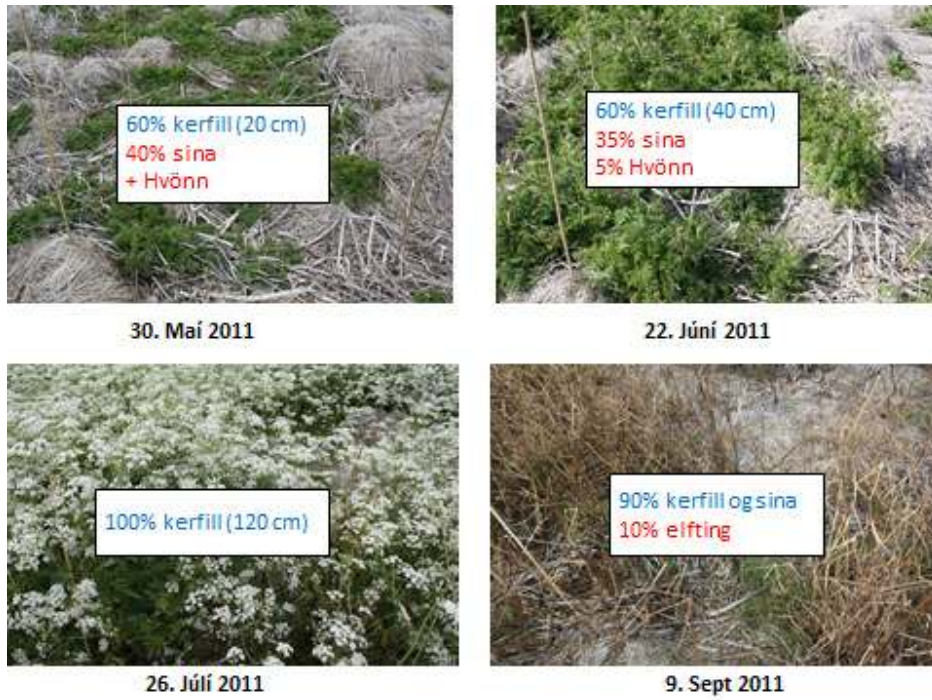 60% kerfill (20 cm)
40% sina
+ Hvönn
30. Maí 2011
60% kerfill (40 cm)
35% sina
5% Hvönn
22. Júní 2011
100% kerfill (120 cm)
26. Júlí 2011
90% kerfill og sina
10% elfting
9. Sept 2011